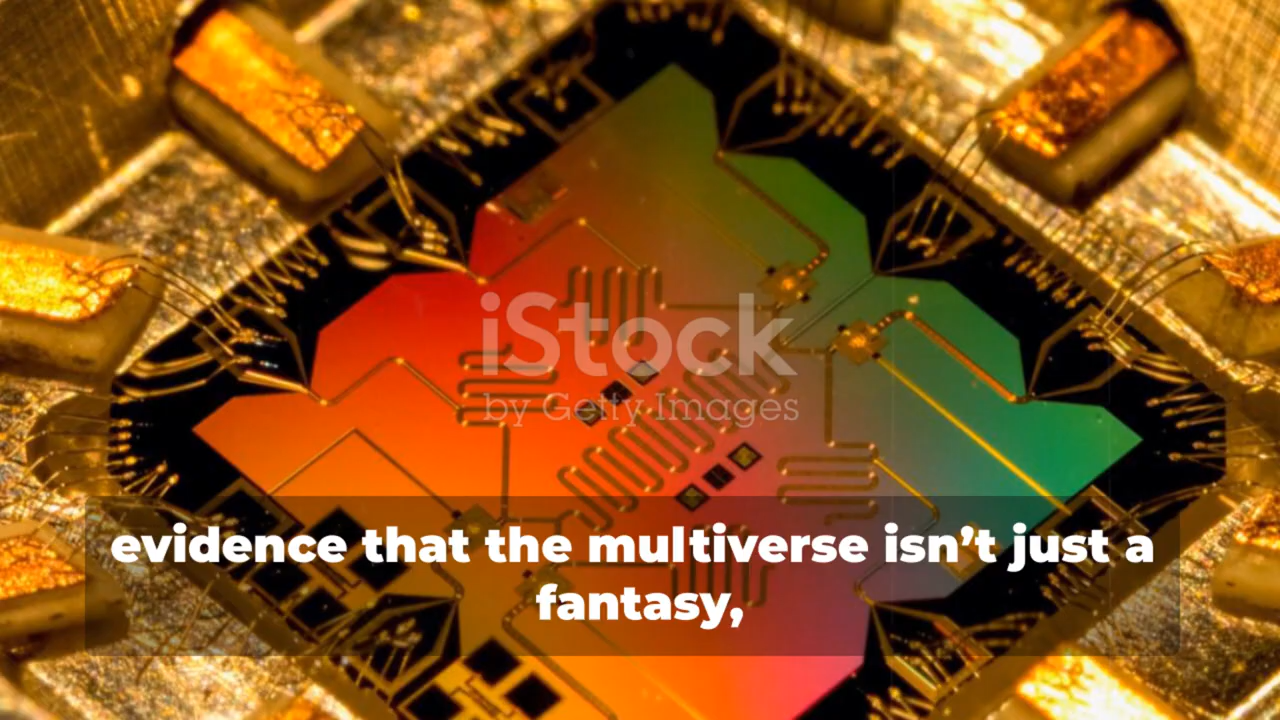 iStock
by Getty Images
evidence that the multiverse isn’t just a
fantasy,